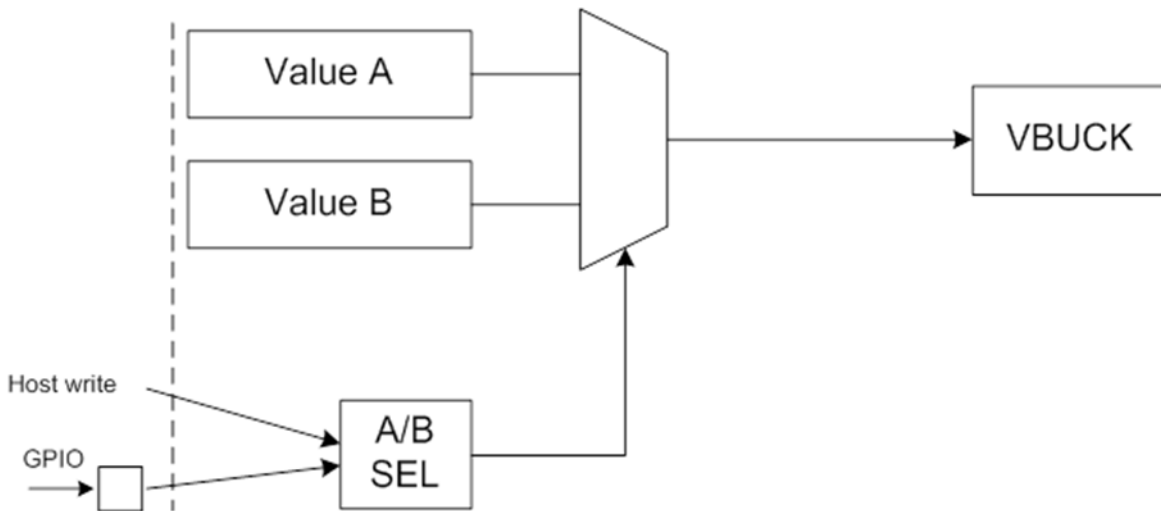 Value A
VBUCK
Value B
Host write
A/B
SEL
GPIO